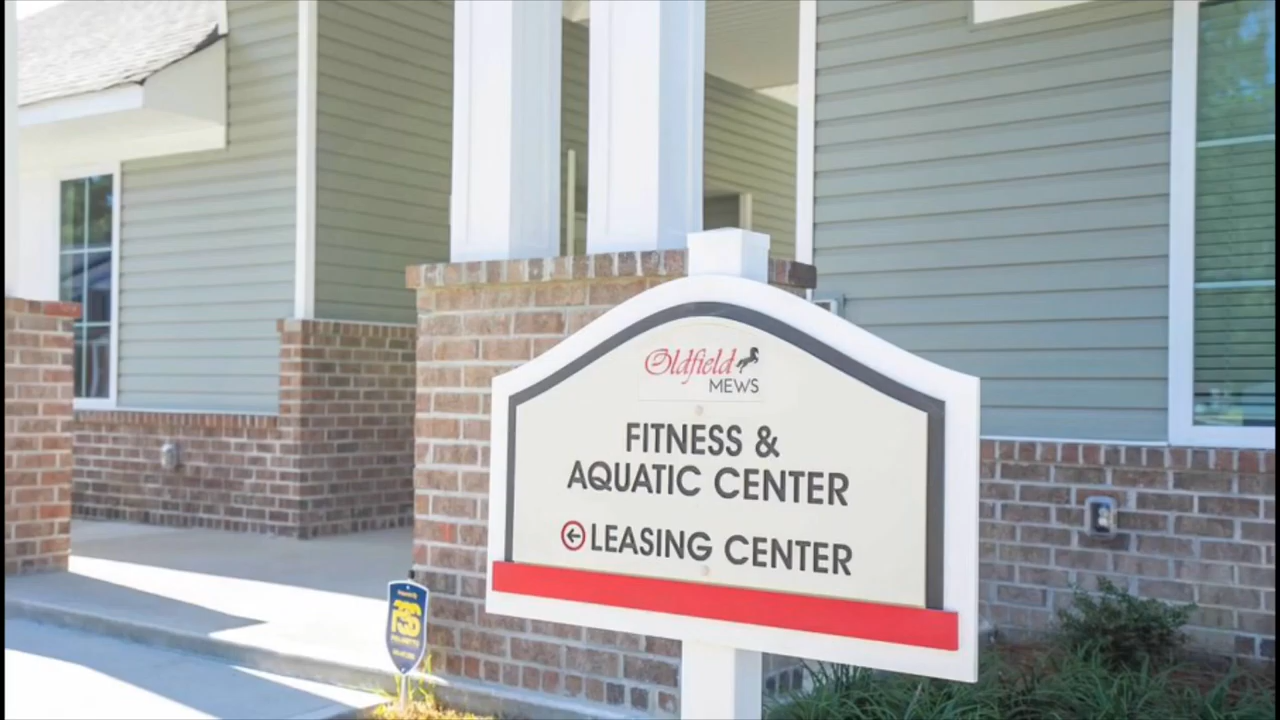 Oldfield
MEWS
FITNESS &
AQUATIC CENTER
LEASING CENTER